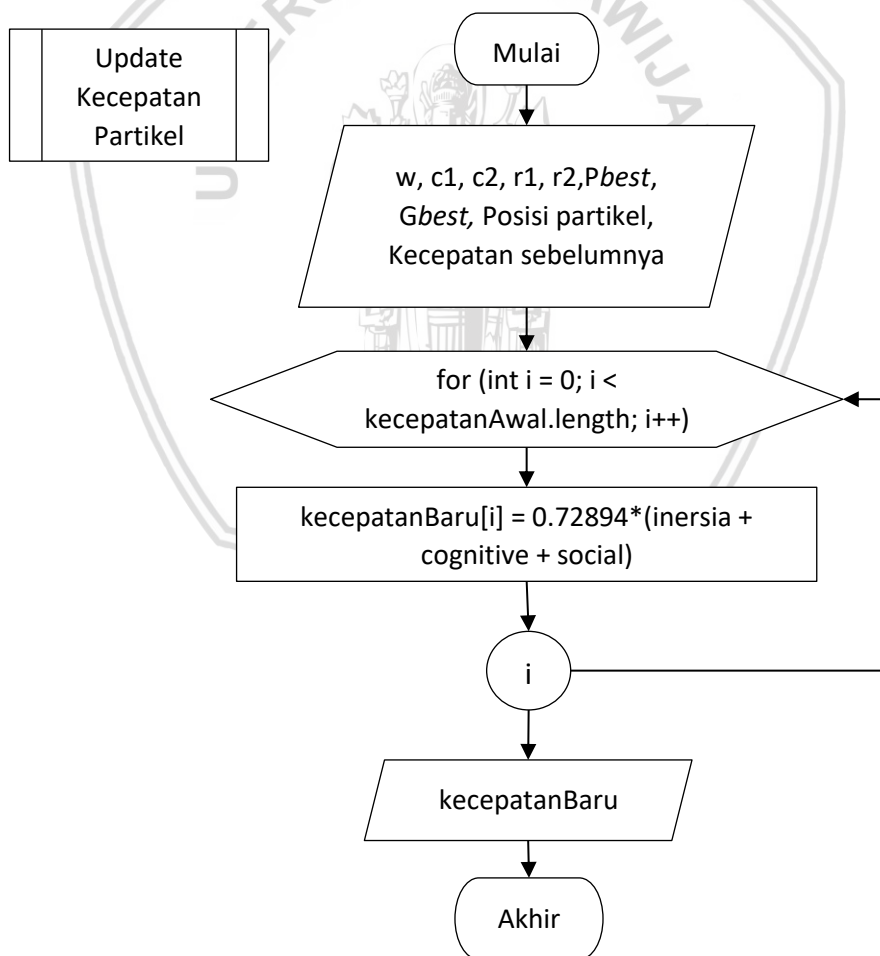 Update
Kecepatan
Partikel
Mulai
w, c1, c2, r1, r2,Pbest,
Gbest, Posisi partikel,
Kecepatan sebelumnya
for (int i = 0; i <
kecepatanAwal.length; i++)
kecepatanBaru[i] = 0.72894*(inersia +
cognitive + social)
i
kecepatanBaru
Akhir